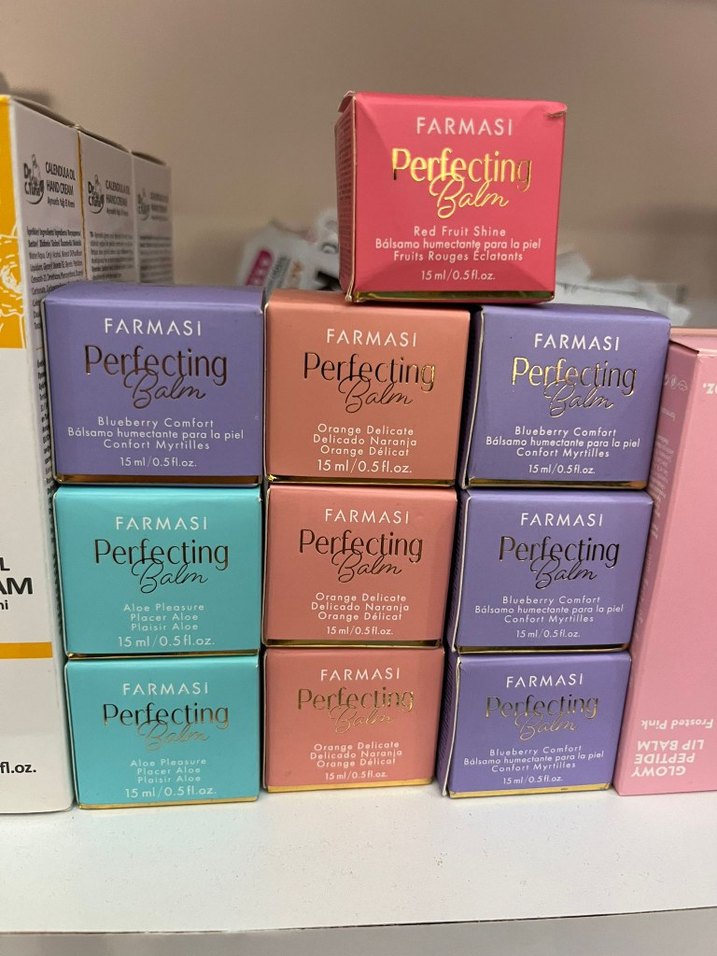 FARMASI
Perfecting
Balm
Red Fruit Shine
Bálsamo humectante para la piel
Fruits Rouges Éclatants
15 ml/0.5 fl.oz.
CALENDULA OIL
HAND CREAM
FARMASI
Perfecting
Balm
Blueberry Comfort
Bálsamo humectante para la piel
Confort Myrtilles
15 ml/0.5 fl.oz.
FARMASI
Perfecting
Balm
Orange Delicate
Delicado Naranja
Orange Délicat
15 ml/0.5 fl.oz.
FARMASI
Perfecting
Balm
Blueberry Comfort
Bálsamo humectante para la piel
Confort Myrtilles
15 ml/0.5 fl.oz.
FARMASI
Perfecting
Balm
Aloe Pleasure
Placer Aloe
Plaisir Aloe
15 ml/0.5 fl.oz.
FARMASI
Perfecting
Balm
Orange Delicate
Delicado Naranja
Orange Délicat
15 ml/0.5 fl.oz.
FARMASI
Perfecting
Balm
Blueberry Comfort
Bálsamo humectante para la piel
Confort Myrtilles
15 ml/0.5 fl.oz.
FARMASI
Perfecting
Balm
Aloe Pleasure
Placer Aloe
Plaisir Aloe
15 ml/0.5 fl.oz.
FARMASI
Perfecting
Balm
Orange Delicate
Delicado Naranja
Orange Délicat
15 ml/0.5 fl.oz.
FARMASI
Perfecting
Balm
Blueberry Comfort
Bálsamo humectante para la piel
Confort Myrtilles
15 ml/0.5 fl.oz.
fl.oz.
GLOWY
PEPTIDE
LIP BALM
Frosted Pink